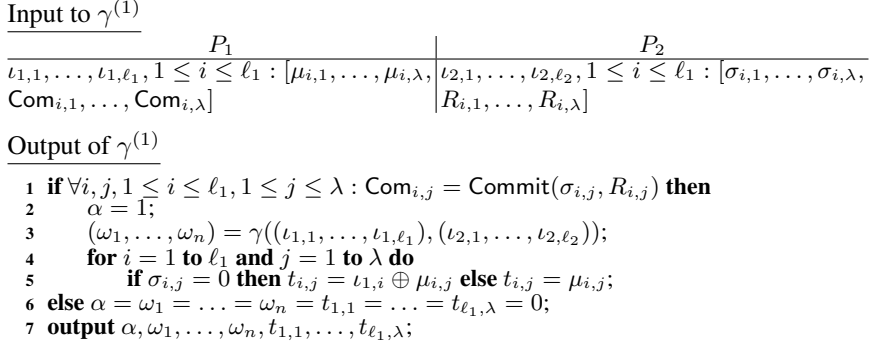 Input to γ^(1)
P_1 P_2
ι_{1,1}, . . . , ι_{1,ℓ_1}, 1 ≤ i ≤ ℓ_1 : [μ_{i,1}, . . . , μ_{i,λ}, ι_{2,1}, . . . , ι_{2,ℓ_2}, 1 ≤ i ≤ ℓ_1 : [σ_{i,1}, . . . , σ_{i,λ},
Com_{i,1}, . . . , Com_{i,λ}] R_{i,1}, . . . , R_{i,λ}]
Output of γ^(1)
1 if ∀i, j, 1 ≤ i ≤ ℓ_1, 1 ≤ j ≤ λ : Com_{i,j} = Commit(σ_{i,j}, R_{i,j}) then
2 α = 1;
3 (ω_1, . . . , ω_n) = γ((ι_{1,1}, . . . , ι_{1,ℓ_1}), (ι_{2,1}, . . . , ι_{2,ℓ_2}));
4 for i = 1 to ℓ_1 and j = 1 to λ do
5 if σ_{i,j} = 0 then t_{i,j} = ι_{1,i} ⊕ μ_{i,j} else t_{i,j} = μ_{i,j};
6 else α = ω_1 = . . . = ω_n = t_{1,1} = . . . = t_{ℓ_1,λ} = 0;
7 output α, ω_1, . . . , ω_n, t_{1,1}, . . . , t_{ℓ_1,λ};